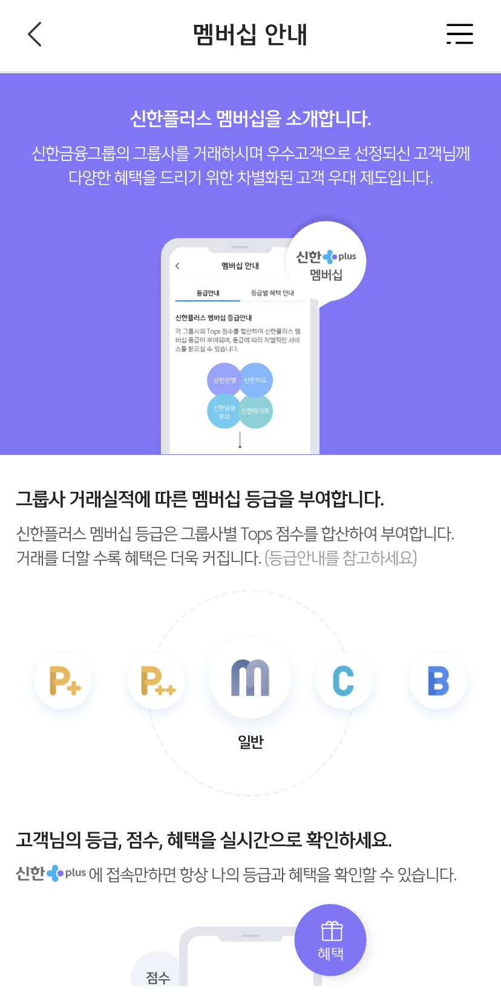 멤버십 안내
신한플러스 멤버십을 소개합니다.
신한금융그룹의 그룹사를 거래하시며 우수고객으로 선정되신 고객님께
다양한 혜택을 드리기 위한 차별화된 고객 우대 제도입니다.
신한 plus
멤버십
멤버십 안내
등급안내 등급별 혜택 안내
신한플러스 멤버십 등급안내
각 그룹사의 Tops 점수를 합산하여 신한플러스 멤
버십 등급이 부여되며, 등급에 따라 차별적인 서비
스를 받으실 수 있습니다.
신한은행 신한카드
신한금융
투자
신한라이프
그룹사 거래실적에 따른 멤버십 등급을 부여합니다.
신한플러스 멤버십 등급은 그룹사별 Tops 점수를 합산하여 부여합니다.
거래를 더할 수록 혜택은 더욱 커집니다. (등급안내를 참고하세요)
P+ P++ m C B
일반
고객님의 등급, 점수, 혜택을 실시간으로 확인하세요.
신한 plus 에 접속만하면 항상 나의 등급과 혜택을 확인할 수 있습니다.
혜택
점수